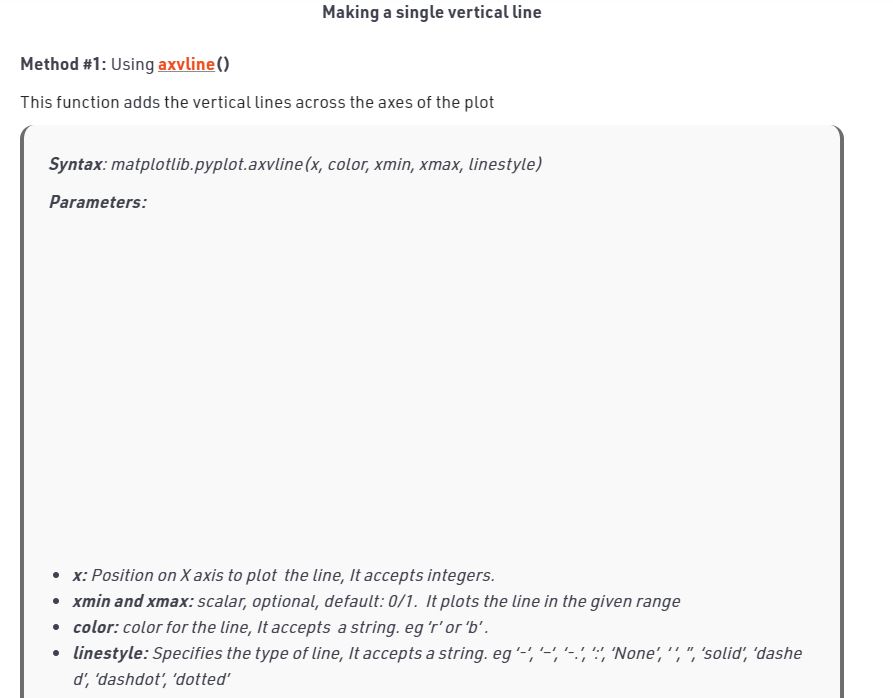 Making a single vertical line
Method #1: Using axvline()
This function adds the vertical lines across the axes of the plot
Syntax: matplotlib.pyplot.axvline(x, color, xmin, xmax, linestyle)
Parameters:
• x: Position on X axis to plot  the line, It accepts integers.
• xmin and xmax: scalar, optional, default: 0/1.  It plots the line in the given range
• color: color for the line, It accepts  a string. eg ‘r’ or ‘b’ .
• linestyle: Specifies the type of line, It accepts a string. eg ‘-‘, ‘–‘, ‘-.’, ‘:’, ‘None’, ‘ ‘, ”, ‘solid’, ‘dashe
d’, ‘dashdot’, ‘dotted’